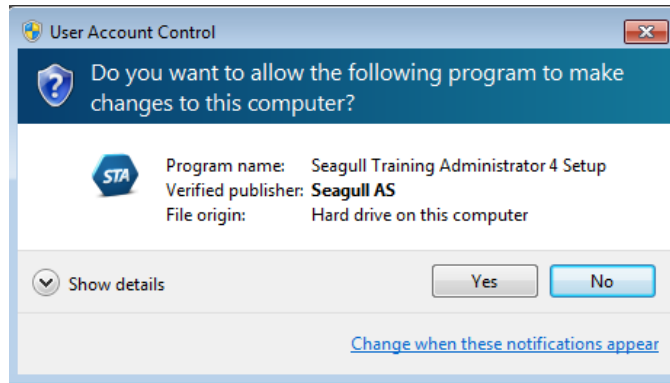 User Account Control
Do you want to allow the following program to make
changes to this computer?
STA
Program name: Seagull Training Administrator 4 Setup
Verified publisher: Seagull AS
File origin: Hard drive on this computer
Show details
Yes
No
Change when these notifications appear